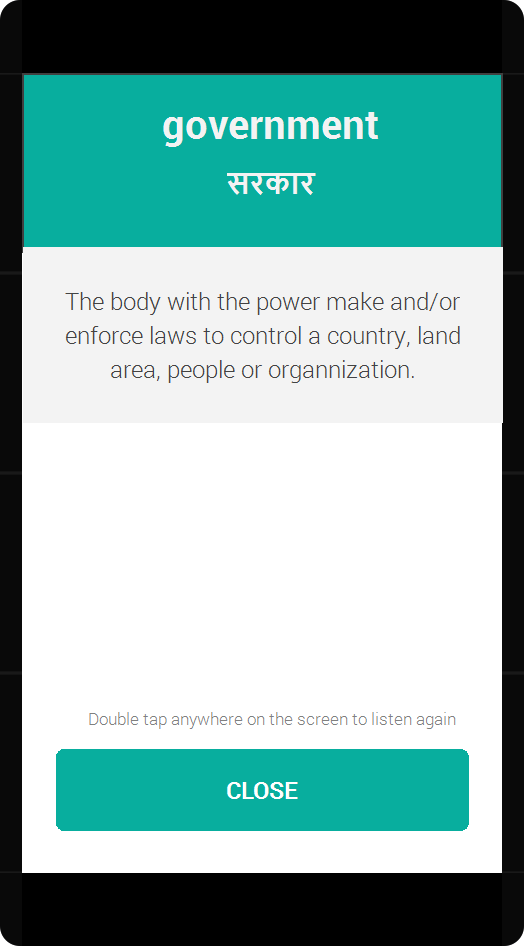 government
सरकार
The body with the power make and/or
enforce laws to control a country, land
area, people or organnization.
Double tap anywhere on the screen to listen again
CLOSE